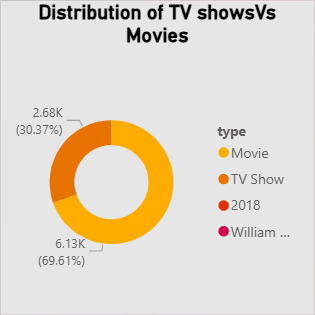 Distribution of TV showsVs
Movies
2.68K
(30.37%)
6.13K
(69.61%)
type
Movie
TV Show
2018
William ...